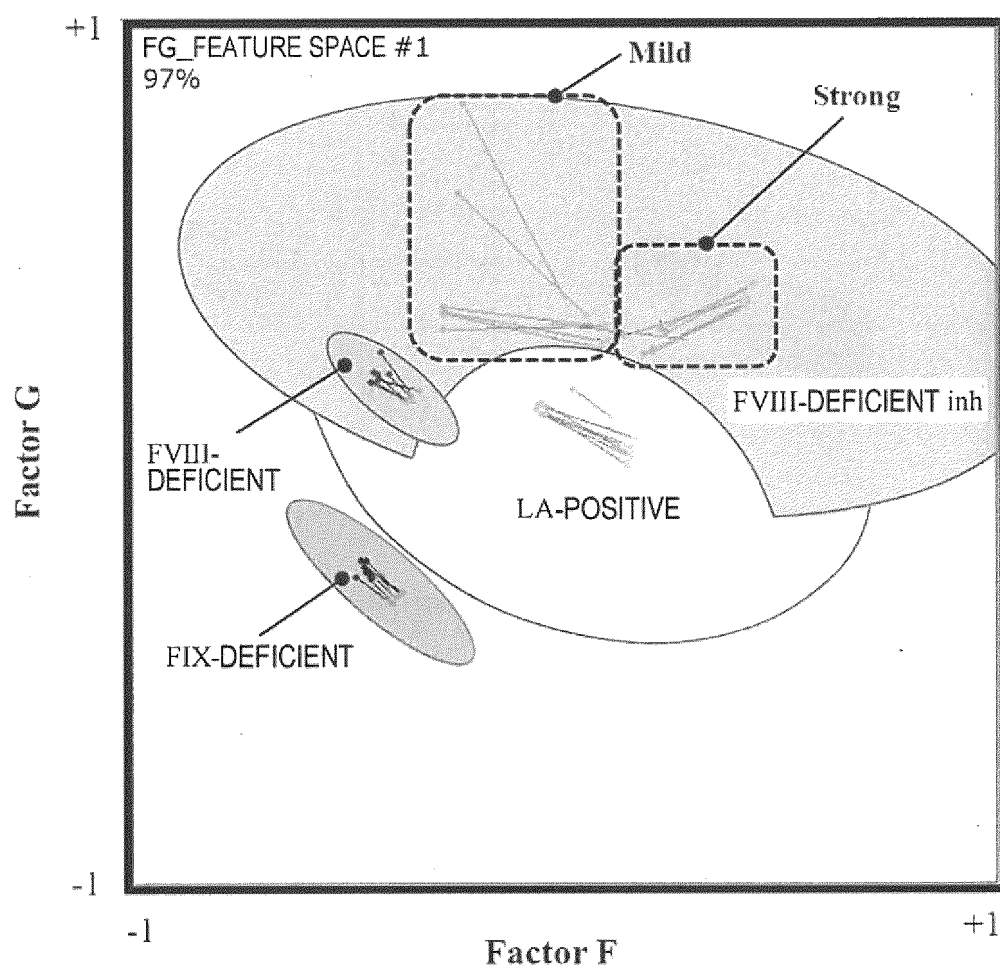 +1
FG_FEATURE SPACE #1
97%
Mild
Strong
FVIII-DEFICIENT inh
FVIII-
DEFICIENT
LA-POSITIVE
FIX-DEFICIENT
Factor G
-1
-1
+1
Factor F